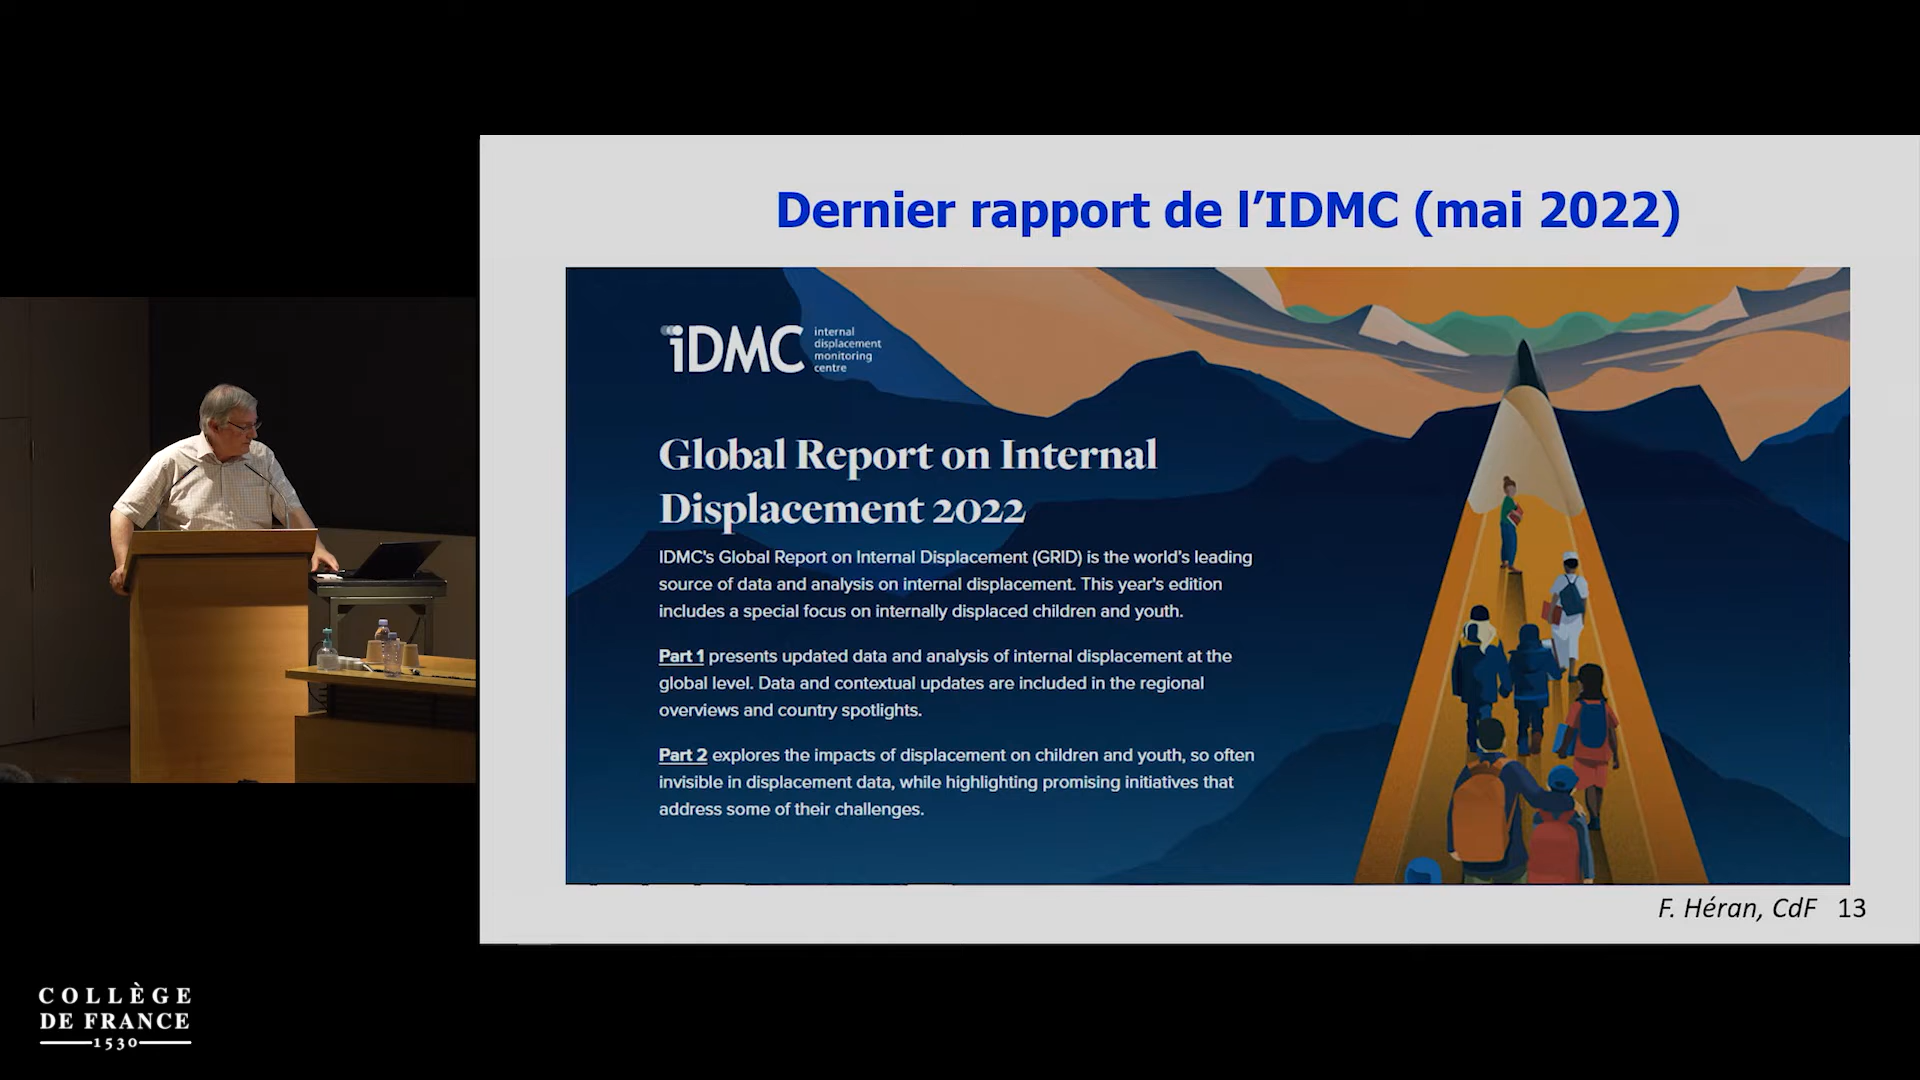 Dernier rapport de l’IDMC (mai 2022)
iDMC
internal
displacement
monitoring
centre
Global Report on Internal
Displacement 2022
IDMC's Global Report on Internal Displacement (GRID) is the world's leading
source of data and analysis on internal displacement. This year's edition
includes a special focus on internally displaced children and youth.
Part 1 presents updated data and analysis of internal displacement at the
global level. Data and contextual updates are included in the regional
overviews and country spotlights.
Part 2 explores the impacts of displacement on children and youth, so often
invisible in displacement data, while highlighting promising initiatives that
address some of their challenges.
F. Héran, CdF 13
COLLÈGE
DE FRANCE
1530